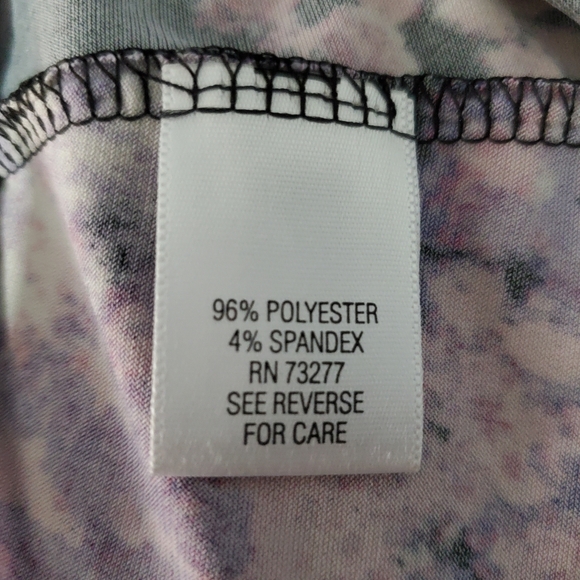 96% POLYESTER
4% SPANDEX
RN 73277
SEE REVERSE
FOR CARE